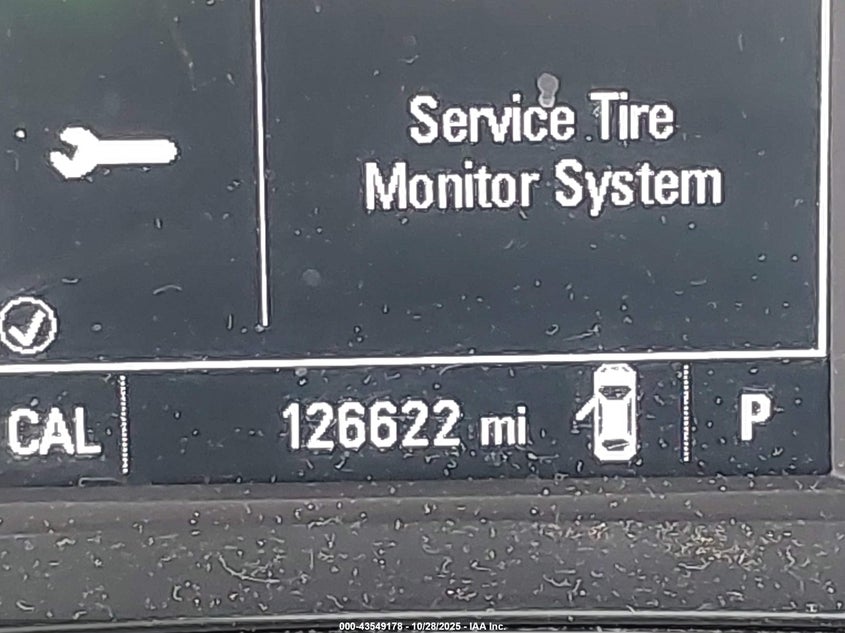 Service Tire
Monitor System
CAL
126622 mi
P
000-43549178 - 10/28/2025 - IAA Inc.